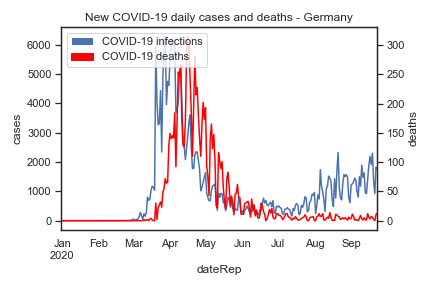 New COVID-19 daily cases and deaths - Germany
COVID-19 infections
COVID-19 deaths
6000
5000
4000
3000
2000
1000
0
cases
300
250
200
150
100
50
0
deaths
Jan Feb Mar Apr May Jun Jul Aug Sep
2020
dateRep